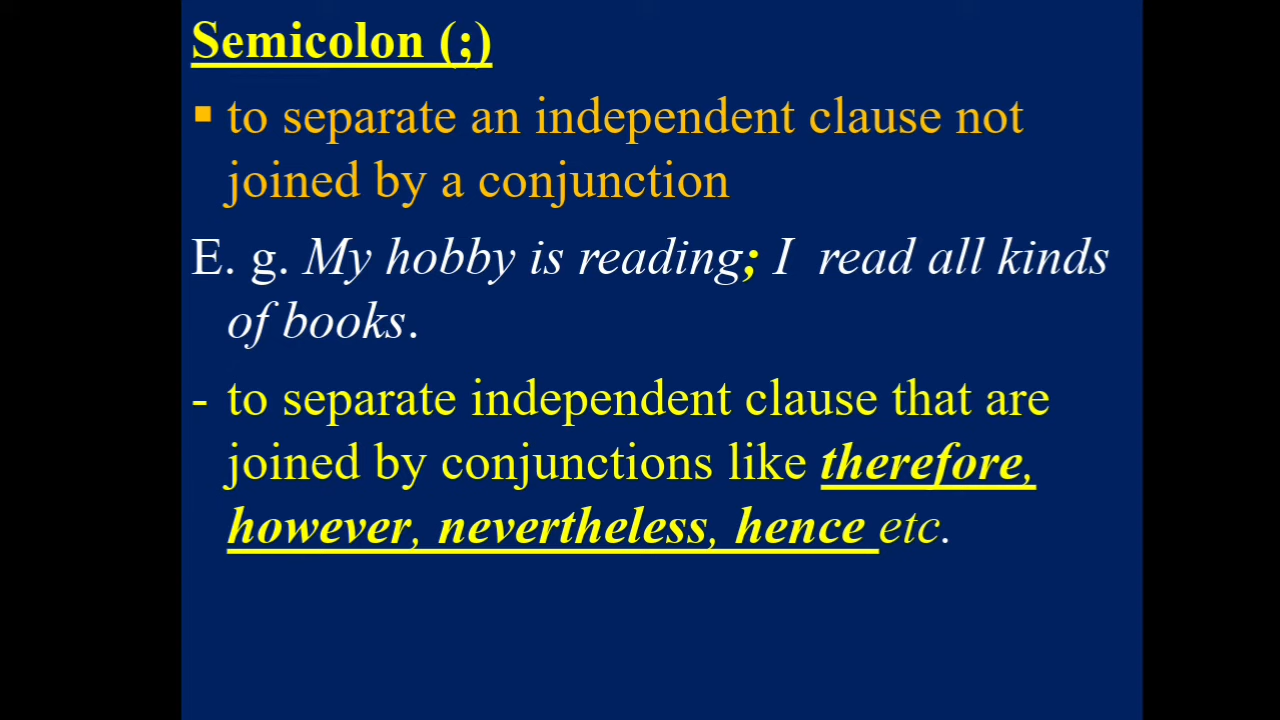 Semicolon (;)
▪ to separate an independent clause not
joined by a conjunction
E. g. My hobby is reading; I  read all kinds
of books.
- to separate independent clause that are
joined by conjunctions like therefore,
however, nevertheless, hence etc.